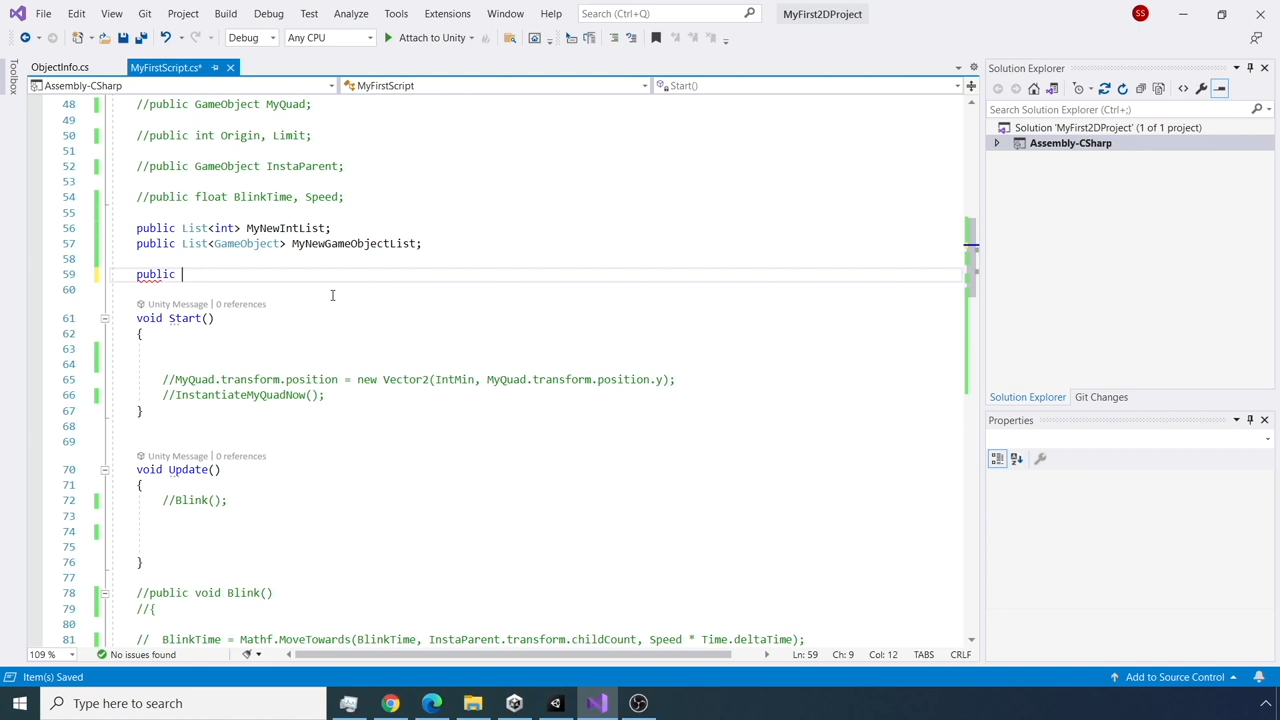 File Edit View Git Project Build Debug Test Analyze Tools Extensions Window Help Search (Ctrl+Q) MyFirst2DProject SS
Debug Any CPU Attach to Unity
Toolbox
ObjectInfo.cs MyFirstScript.cs*
Assembly-CSharp MyFirstScript Start()
48 //public GameObject MyQuad;
49
50 //public int Origin, Limit;
51
52 //public GameObject InstaParent;
53
54 //public float BlinkTime, Speed;
55
56 public List<int> MyNewIntList;
57 public List<GameObject> MyNewGameObjectList;
58
59 public
60
Unity Message | 0 references
61 void Start()
62 {
63
64
65 //MyQuad.transform.position = new Vector2(IntMin, MyQuad.transform.position.y);
66 //InstantiateMyQuadNow();
67 }
68
69
Unity Message | 0 references
70 void Update()
71 {
72 //Blink();
73
74
75
76 }
77
78 //public void Blink()
79 //{
80
81 // BlinkTime = Mathf.MoveTowards(BlinkTime, InstaParent.transform.childCount, Speed * Time.deltaTime);
109 % No issues found Ln: 59 Ch: 9 Col: 12 TABS CRLF
Solution Explorer
Search Solution Explorer (Ctrl+;)
Solution 'MyFirst2DProject' (1 of 1 project)
Assembly-CSharp
Solution Explorer Git Changes
Properties
Item(s) Saved Add to Source Control
Type here to search